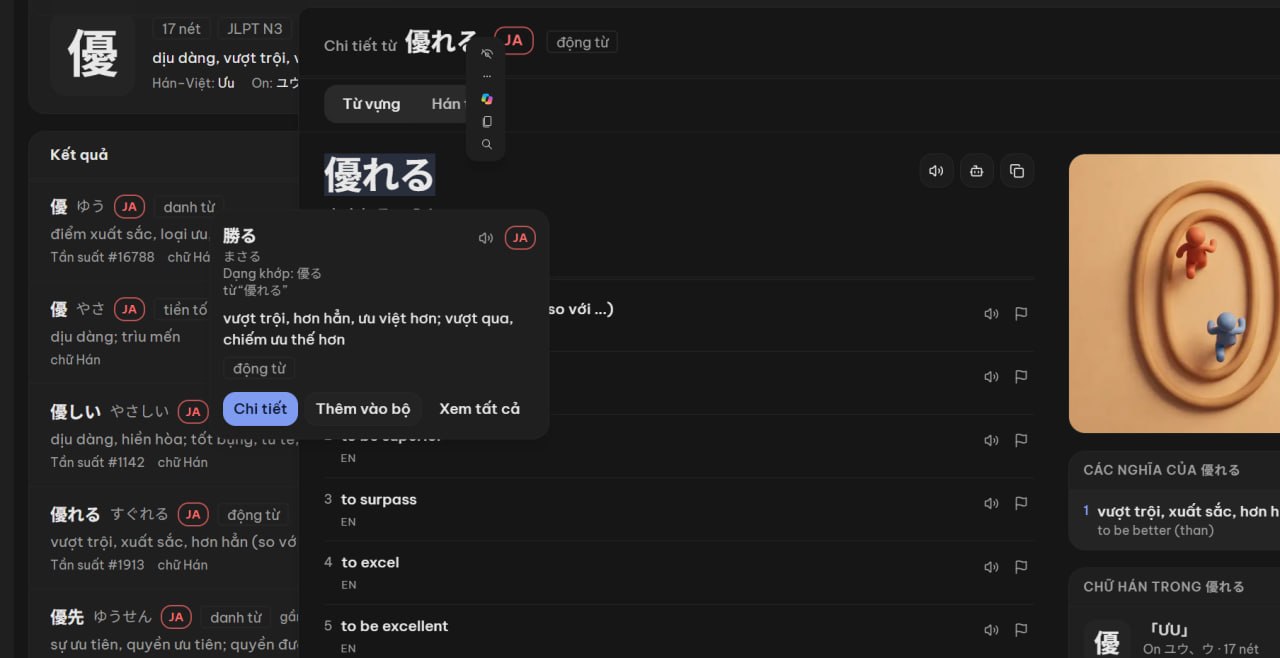 優
17 nét
JLPT N3
dịu dàng, vượt trội,
Hán-Việt: Ưu On: ユウ
Kết quả
優 ゆう JA danh từ
điểm xuất sắc, loại ưu,
Tần suất #16788 chữ
優 やさ JA tiền tố
dịu dàng; trìu mến
chữ Hán
優しい やさしい JA
dịu dàng, hiền hòa; tốt bụng, tử tế,
Tần suất #1142 chữ Hán
優れる すぐれる JA động từ
vượt trội, xuất sắc, hơn hẳn (so với
Tần suất #1913 chữ Hán
優先 ゆうせん JA danh từ
sự ưu tiên, quyền ưu tiên; quyền
Chi tiết từ 優れる JA động từ
Từ vựng
Hán
優れる
勝る
JA
まさる
Dạng khớp: 優る
từ“優れる”
vượt trội, hơn hẳn, ưu việt hơn; vượt qua,
chiếm ưu thế hơn
động từ
Chi tiết
Thêm vào bộ
Xem tất cả
so với ...)
to be superior
EN
3 to surpass
EN
4 to excel
EN
5 to be excellent
EN
CÁC NGHĨA CỦA 優れる
1 vượt trội, xuất sắc, hơn
to be better (than)
CHỮ HÁN TRONG 優れる
優
「ƯU」
On ユウ、ウ · 17 nét